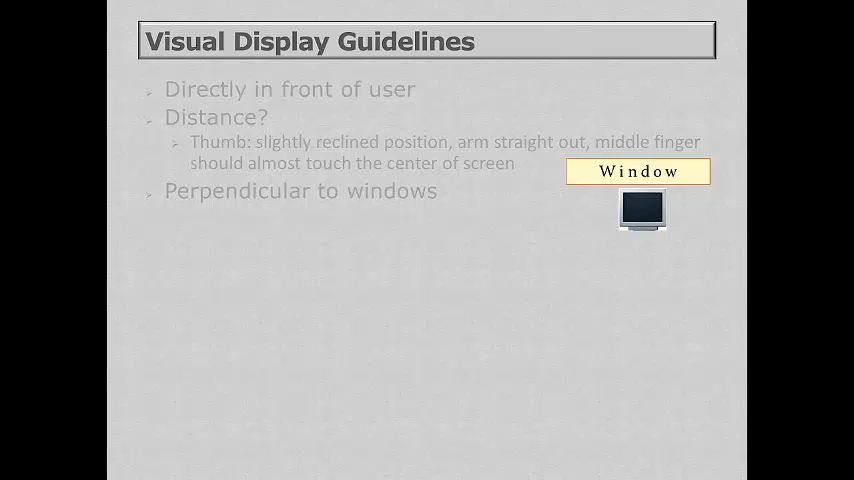 Visual Display Guidelines
Directly in front of user
Distance?
Thumb: slightly reclined position, arm straight out, middle finger
should almost touch the center of screen
Window
Perpendicular to windows